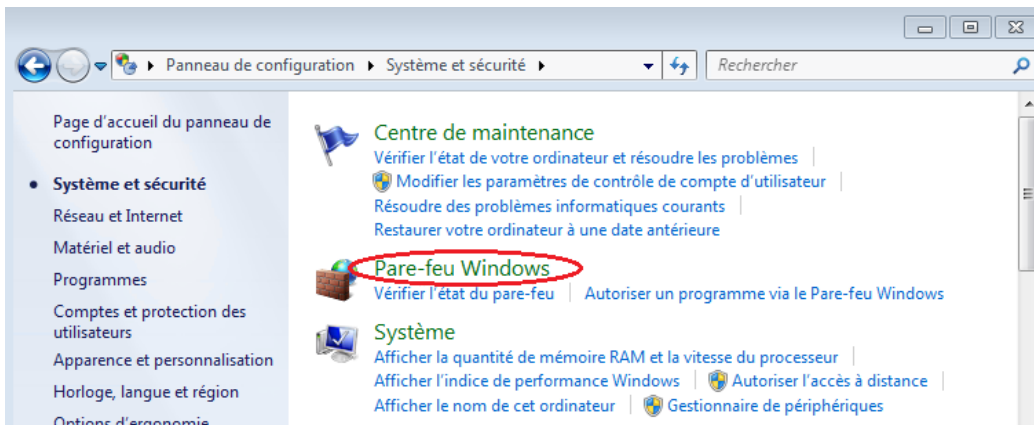 Panneau de configuration ▸ Système et sécurité ▸
Rechercher
Page d'accueil du panneau de
configuration
Système et sécurité
Réseau et Internet
Matériel et audio
Programmes
Comptes et protection des
utilisateurs
Apparence et personnalisation
Horloge, langue et région
Options d'ergonomie
Centre de maintenance
Vérifier l'état de votre ordinateur et résoudre les problèmes
Modifier les paramètres de contrôle de compte d'utilisateur
Résoudre des problèmes informatiques courants
Restaurer votre ordinateur à une date antérieure
Pare-feu Windows
Vérifier l'état du pare-feu | Autoriser un programme via le Pare-feu Windows
Système
Afficher la quantité de mémoire RAM et la vitesse du processeur
Afficher l'indice de performance Windows | Autoriser l'accès à distance
Afficher le nom de cet ordinateur | Gestionnaire de périphériques